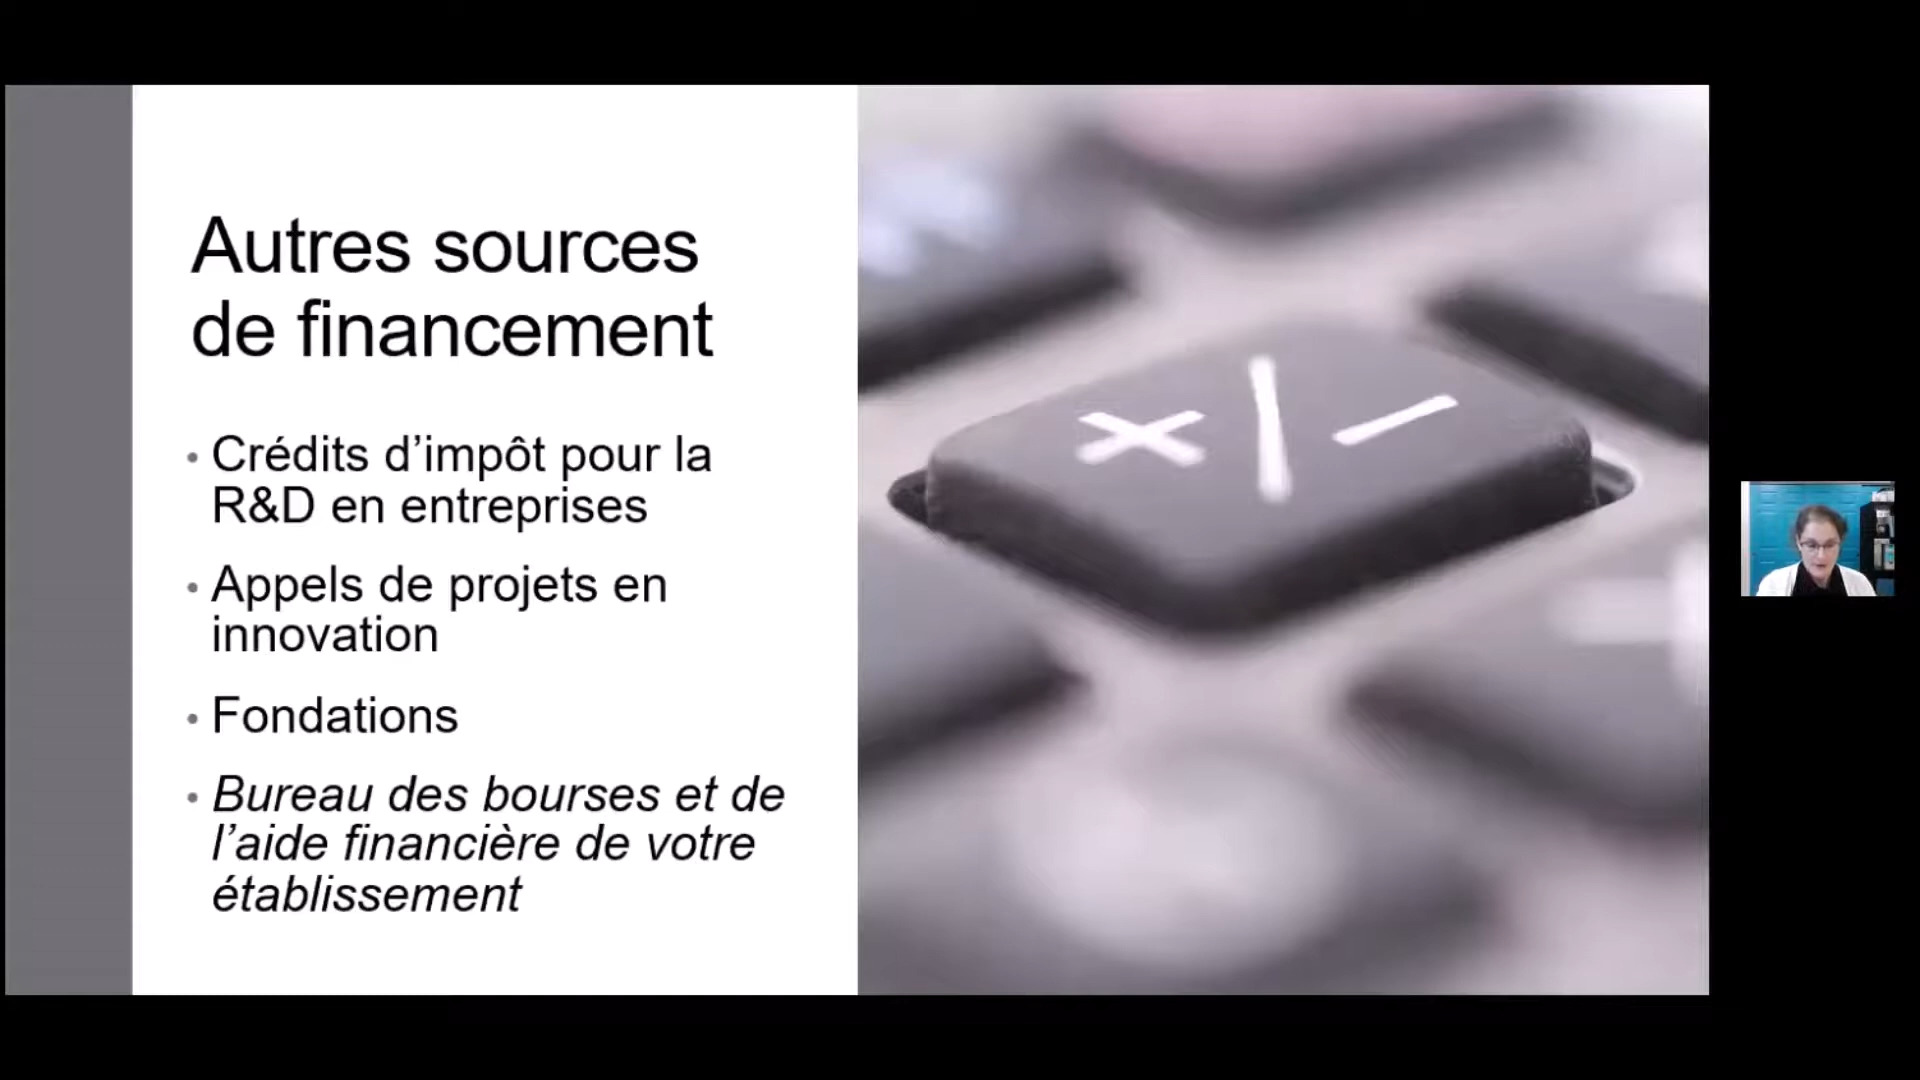 Autres sources
de financement
• Crédits d’impôt pour la
R&D en entreprises
• Appels de projets en
innovation
• Fondations
• Bureau des bourses et de
l’aide financière de votre
établissement
+/-